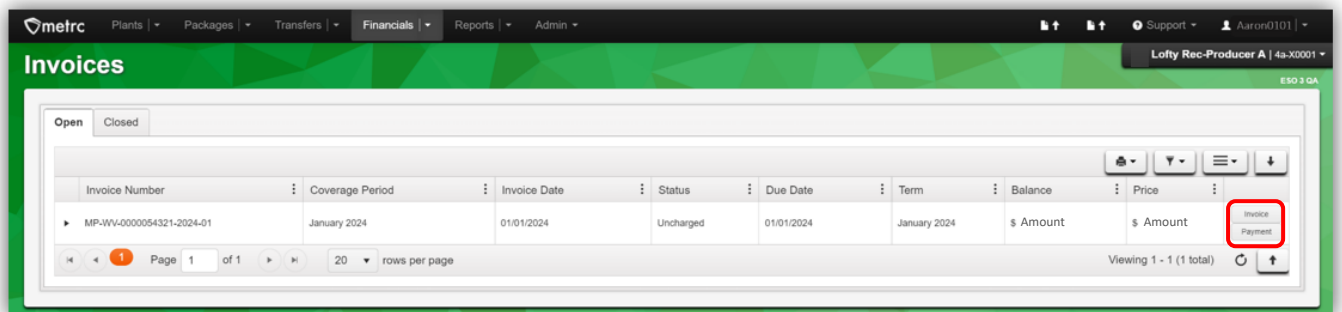 metrc Plants Packages Transfers Financials Reports Admin Support Aaron0101
Invoices
Lofty Rec-Producer A | 4a-X0001
ESO 3 QA
Open Closed
Invoice Number Coverage Period Invoice Date Status Due Date Term Balance Price
MP-WV-0000054321-2024-01 January 2024 01/01/2024 Uncharged 01/01/2024 January 2024 $ Amount $ Amount
Invoice
Payment
1 Page 1 of 1 20 rows per page Viewing 1 - 1 (1 total)